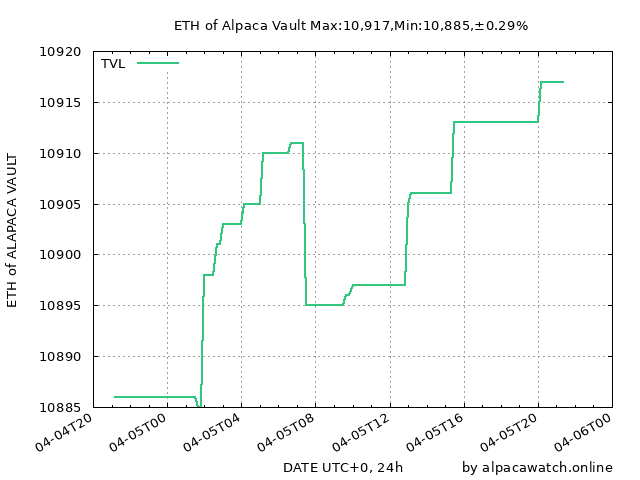 ETH of Alpaca Vault Max:10,917,Min:10,885,±0.29%
TVL
10920
10915
10910
10905
10900
10895
10890
10885
ETH of ALAPACA VAULT
04-04T20
04-05T00
04-05T04
04-05T08
04-05T12
04-05T16
04-05T20
04-06T00
DATE UTC+0, 24h
by alpacawatch.online